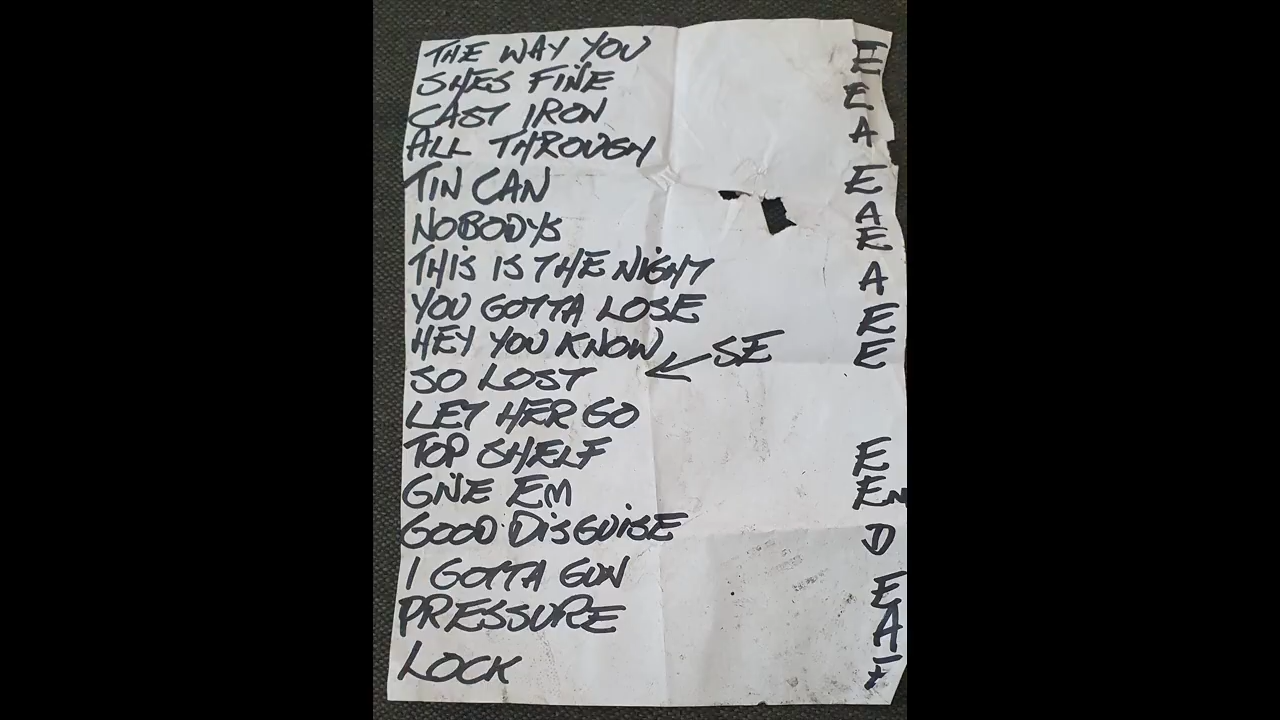 THE WAY YOU E
SHES FINE E
CAST IRON A
ALL THROUGH
TIN CAN E
NOBODYS A
E
THIS IS THE NIGHT A
YOU GOTTA LOSE E
HEY YOU KNOW SE E
SO LOST
LET HER GO
TOP SHELF E
GIVE EM Em
GOOD DISGUISE D
I GOTTA GUN E
PRESSURE A
LOCK